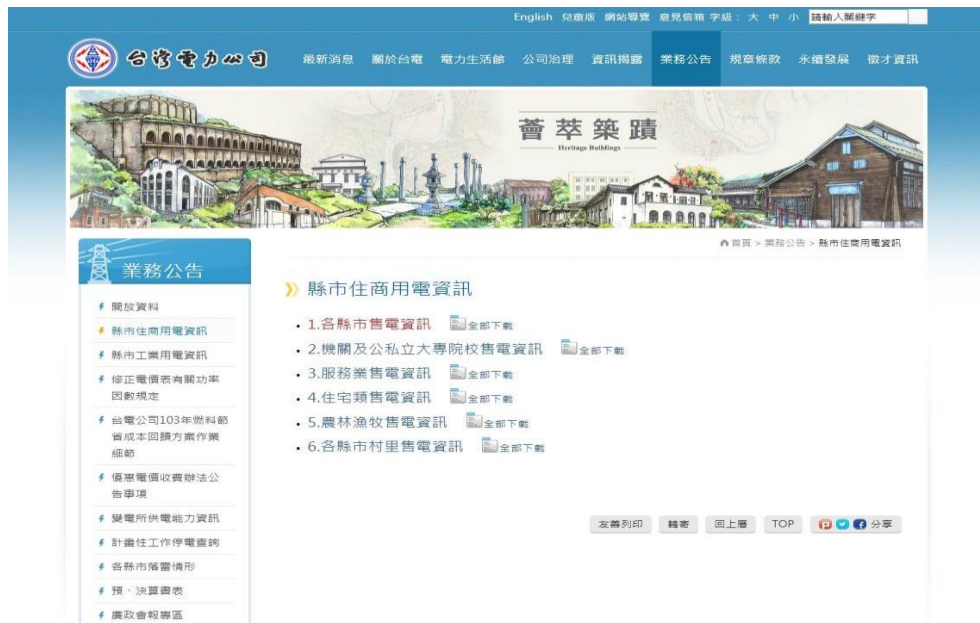 English 兒童版 網站導覽 意見信箱 字級： 大 中 小 請輸入關鍵字
台灣電力公司
最新消息 關於台電 電力生活館 公司治理 資訊揭露 業務公告 規章條款 永續發展 徵才資訊
薈萃築蹟
Heritage Buildings
首頁 > 業務公告 > 縣市住商用電資訊
業務公告
開放資料
縣市住商用電資訊
縣市工業用電資訊
修正電價表有關功率
因數規定
台電公司103年燃料節
省成本回饋方案作業
細節
優惠電價收費辦法公
告事項
變電所供電能力資訊
計畫性工作停電查詢
各縣市落雷情形
預、決算書表
廉政會報專區
縣市住商用電資訊
1.各縣市售電資訊 全部下載
2.機關及公私立大專院校售電資訊 全部下載
3.服務業售電資訊 全部下載
4.住宅類售電資訊 全部下載
5.農林漁牧售電資訊 全部下載
6.各縣市村里售電資訊 全部下載
友善列印 轉寄 回上層 TOP 分享